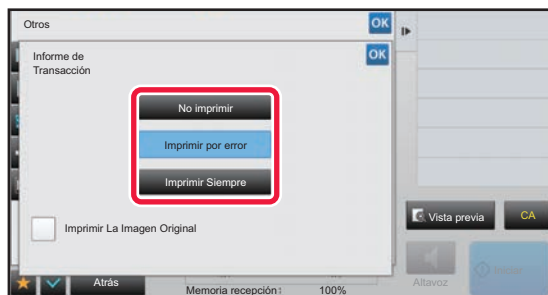 Otros
OK
Informe de
Transacción
OK
No imprimir
Imprimir por error
Imprimir Siempre
Imprimir La Imagen Original
Vista previa
CA
Atrás
Memoria recepción:
100%
Altavoz